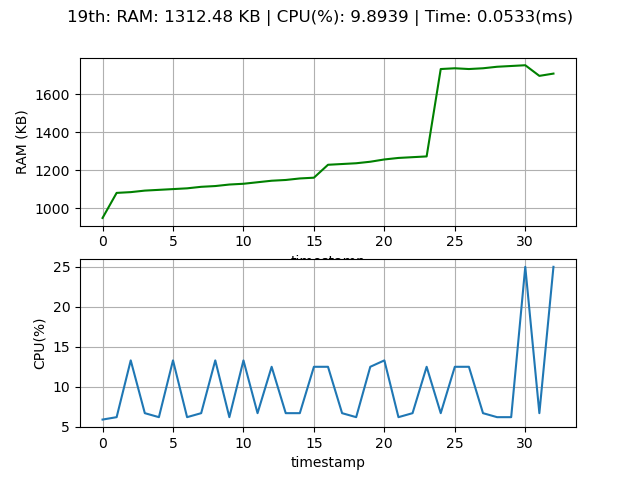 19th: RAM: 1312.48 KB | CPU(%): 9.8939 | Time: 0.0533(ms)
RAM (KB)
1600
1400
1200
1000
0 5 10 15 20 25 30
timestamp
CPU(%)
25
20
15
10
5
0 5 10 15 20 25 30
timestamp